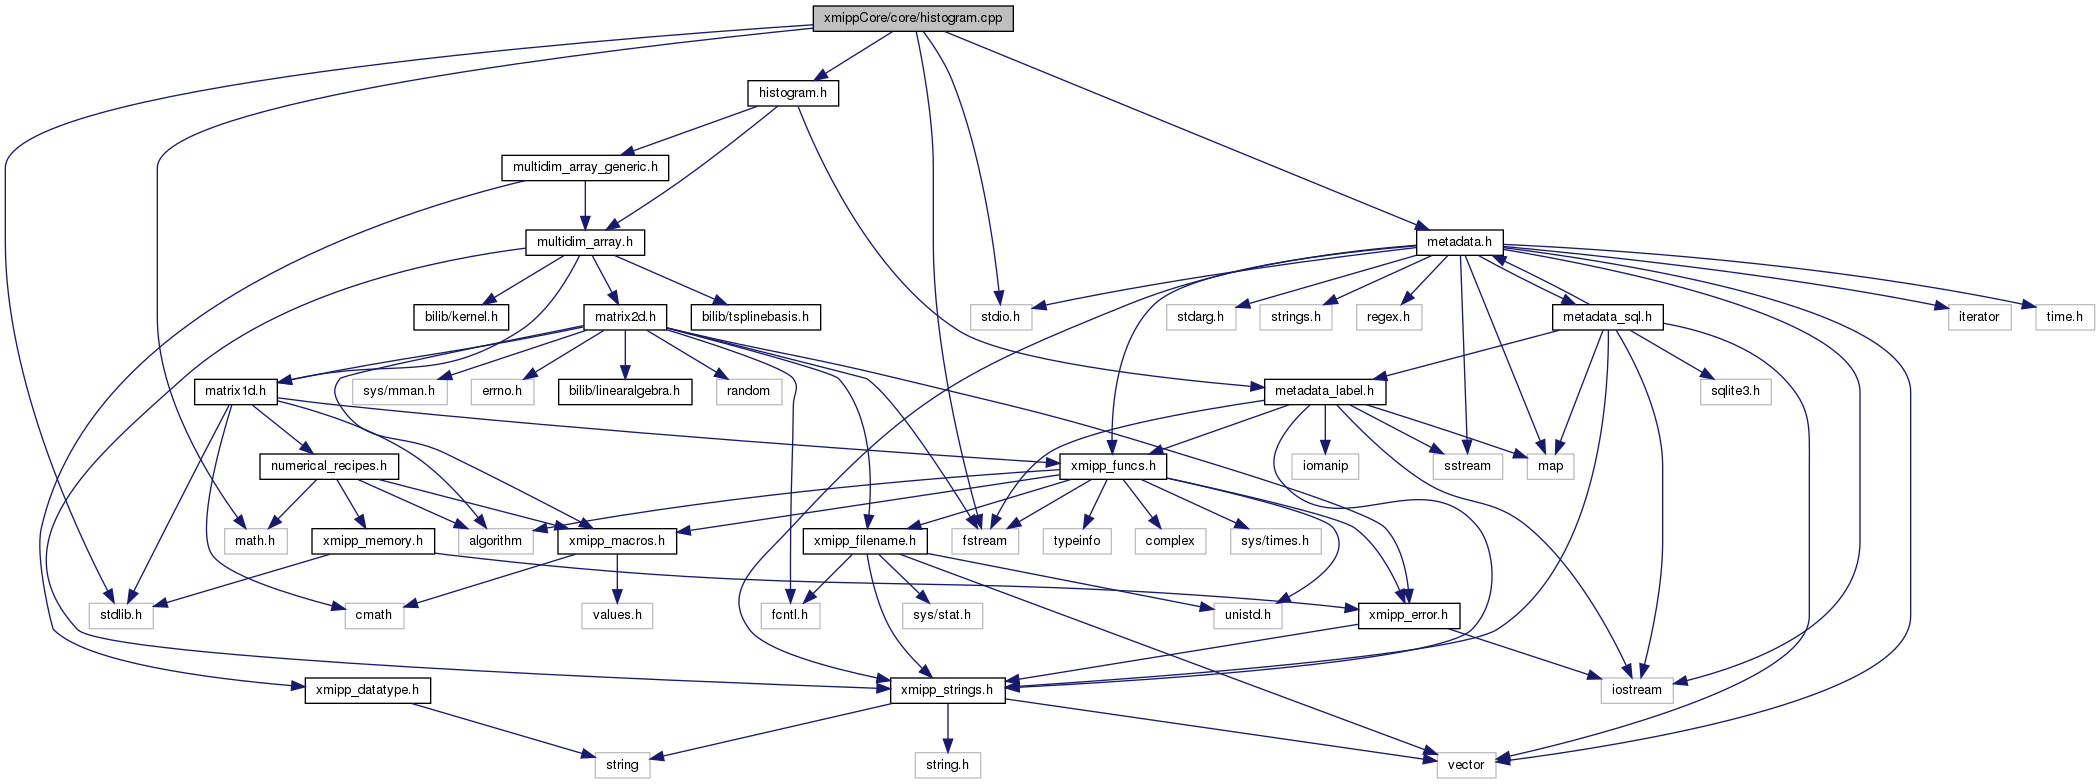 xmippCore/core/histogram.cpp
histogram.h
multidim_array_generic.h
multidim_array.h
metadata.h
bilib/kernel.h
matrix2d.h
bilib/tsplinebasis.h
stdio.h
stdarg.h
strings.h
regex.h
metadata_sql.h
iterator
time.h
matrix1d.h
sys/mman.h
errno.h
bilib/linearalgebra.h
random
metadata_label.h
sqlite3.h
numerical_recipes.h
xmipp_funcs.h
iomanip
sstream
map
math.h
xmipp_memory.h
algorithm
xmipp_macros.h
xmipp_filename.h
fstream
typeinfo
complex
sys/times.h
stdlib.h
cmath
values.h
fcntl.h
sys/stat.h
unistd.h
xmipp_error.h
xmipp_datatype.h
xmipp_strings.h
iostream
string
string.h
vector